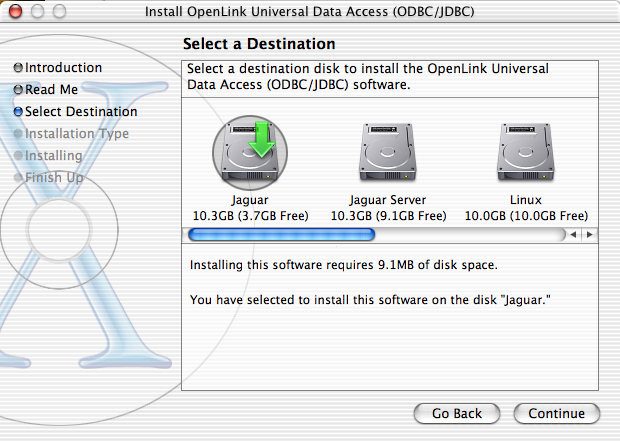 Install OpenLink Universal Data Access (ODBC/JDBC)
Select a Destination
Introduction
Read Me
Select Destination
Installation Type
Installing
Finish Up
Select a destination disk to install the OpenLink Universal
Data Access (ODBC/JDBC) software.
Jaguar
10.3GB (3.7GB Free)
Jaguar Server
10.3GB (9.1GB Free)
Linux
10.0GB (10.0GB Free)
Installing this software requires 9.1MB of disk space.
You have selected to install this software on the disk "Jaguar."
Go Back
Continue